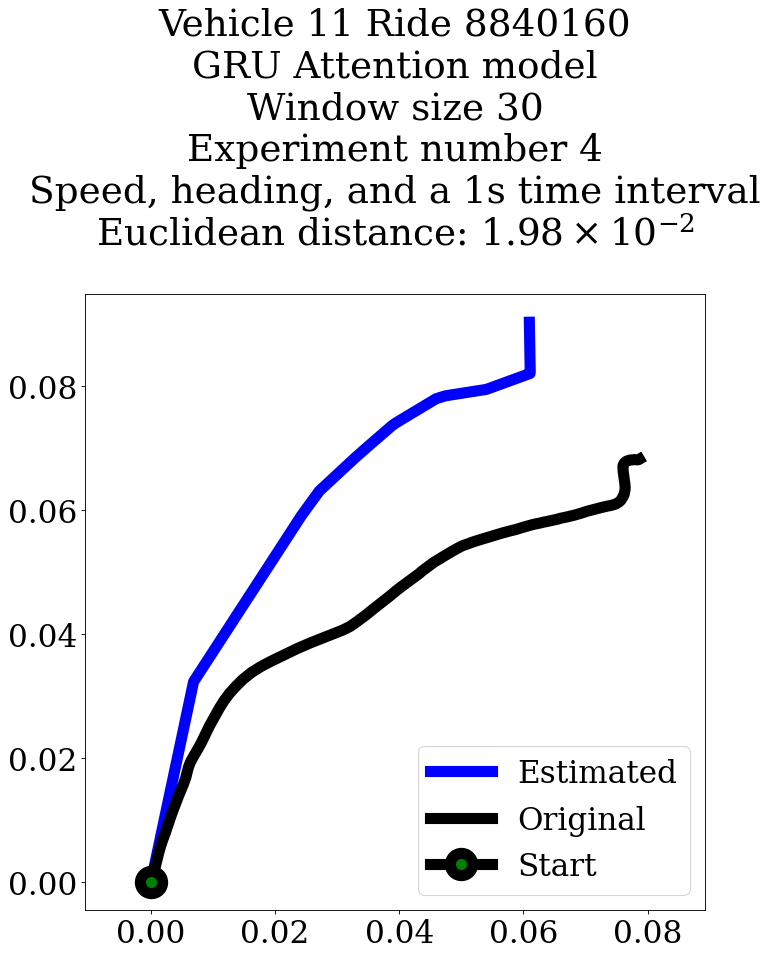 Vehicle 11 Ride 8840160
GRU Attention model
Window size 30
Experiment number 4
Speed, heading, and a 1s time interval
Euclidean distance: 1.98 × 10⁻²
0.08
0.06
0.04
0.02
0.00
Estimated
Original
Start
0.00 0.02 0.04 0.06 0.08